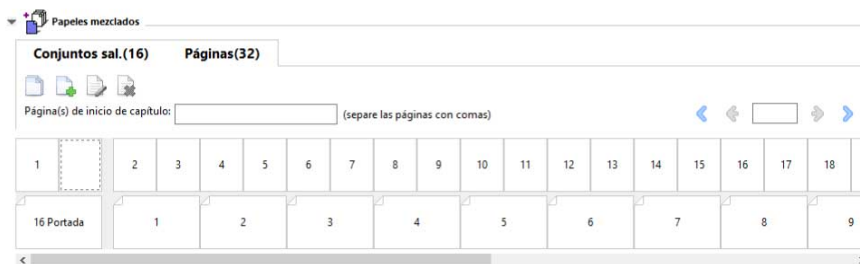 Papeles mezclados
Conjuntos sal.(16) Páginas(32)
Página(s) de inicio de capítulo: (separe las páginas con comas)
1 2 3 4 5 6 7 8 9 10 11 12 13 14 15 16 17 18
16 Portada 1 2 3 4 5 6 7 8 9